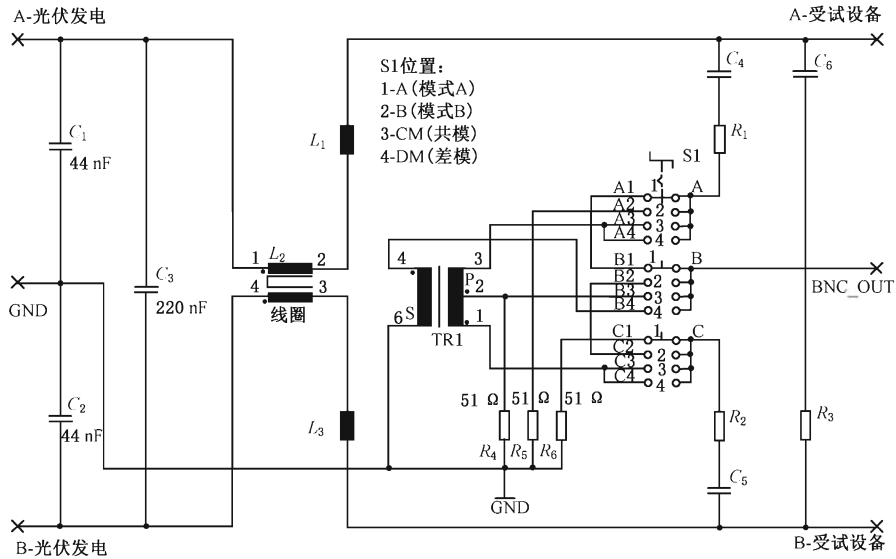 A-光伏发电
A-受试设备
S1位置:
1-A(模式A)
2-B(模式B)
3-CM(共模)
4-DM(差模)
C4
C6
C1
44 nF
L1
R1
S1
A1
1
A
A2
2
A3
3
A4
4
1
L2
2
4
3
线圈
C3
220 nF
GND
4
3
P
2
S
6
1
TR1
B1
1
B
B2
2
B3
3
B4
4
BNC_OUT
C1
1
C
C2
2
C3
3
C4
4
C2
44 nF
L3
51 Ω
51 Ω
51 Ω
R4
R5
R6
R2
R3
C5
GND
B-光伏发电
B-受试设备